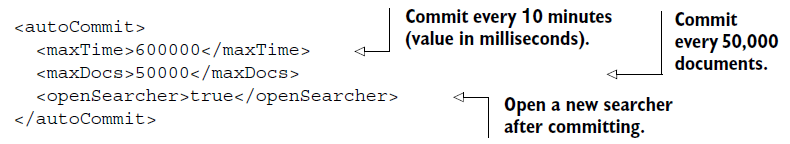 <autoCommit>
<maxTime>600000</maxTime>
<maxDocs>50000</maxDocs>
<openSearcher>true</openSearcher>
</autoCommit>
Commit every 10 minutes
(value in milliseconds).
Commit
every 50,000
documents.
Open a new searcher
after committing.